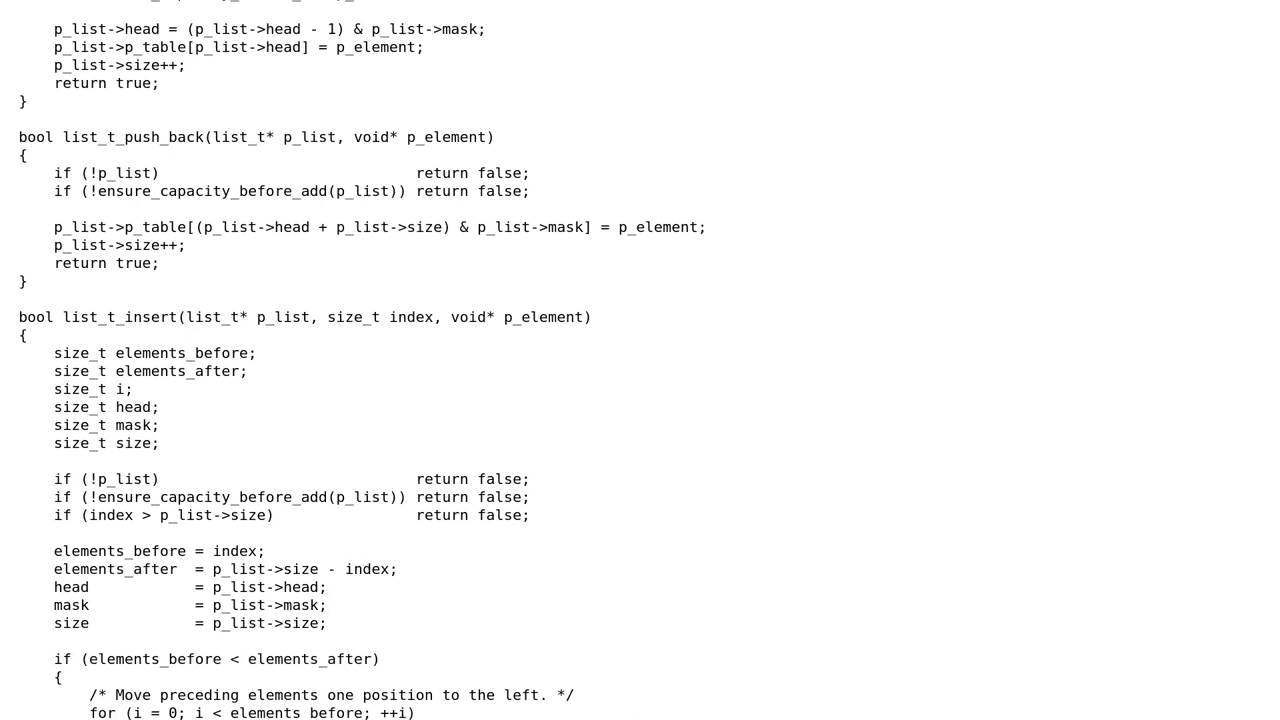 p_list->head = (p_list->head - 1) & p_list->mask;
    p_list->p_table[p_list->head] = p_element;
    p_list->size++;
    return true;
}

bool list_t_push_back(list_t* p_list, void* p_element)
{
    if (!p_list)                             return false;
    if (!ensure_capacity_before_add(p_list)) return false;

    p_list->p_table[(p_list->head + p_list->size) & p_list->mask] = p_element;
    p_list->size++;
    return true;
}

bool list_t_insert(list_t* p_list, size_t index, void* p_element)
{
    size_t elements_before;
    size_t elements_after;
    size_t i;
    size_t head;
    size_t mask;
    size_t size;

    if (!p_list)                             return false;
    if (!ensure_capacity_before_add(p_list)) return false;
    if (index > p_list->size)                return false;

    elements_before = index;
    elements_after  = p_list->size - index;
    head            = p_list->head;
    mask            = p_list->mask;
    size            = p_list->size;

    if (elements_before < elements_after)
    {
        /* Move preceding elements one position to the left. */
        for (i = 0; i < elements_before; ++i)